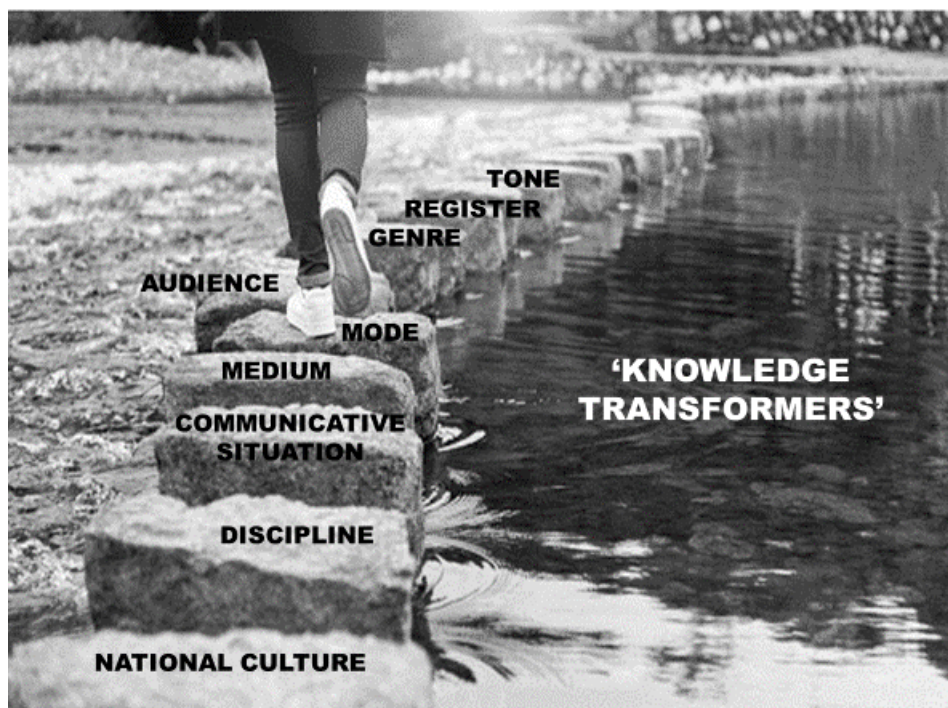 TONE
REGISTER
GENRE
AUDIENCE
MODE
MEDIUM
COMMUNICATIVE
SITUATION
DISCIPLINE
NATIONAL CULTURE
‘KNOWLEDGE
TRANSFORMERS’